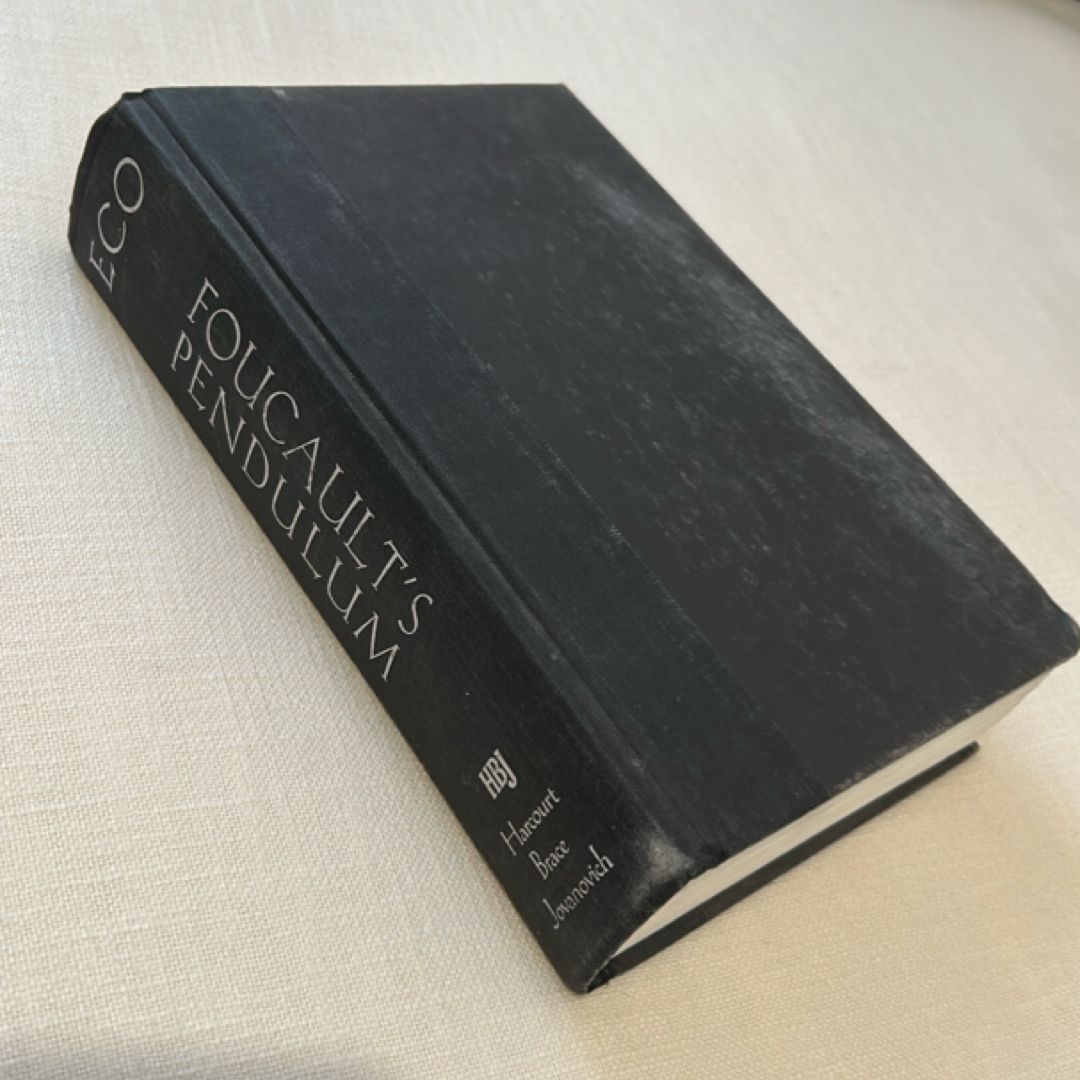 ECO
FOUCAULT'S
PENDULUM
HBJ
Harcourt
Brace
Jovanovich